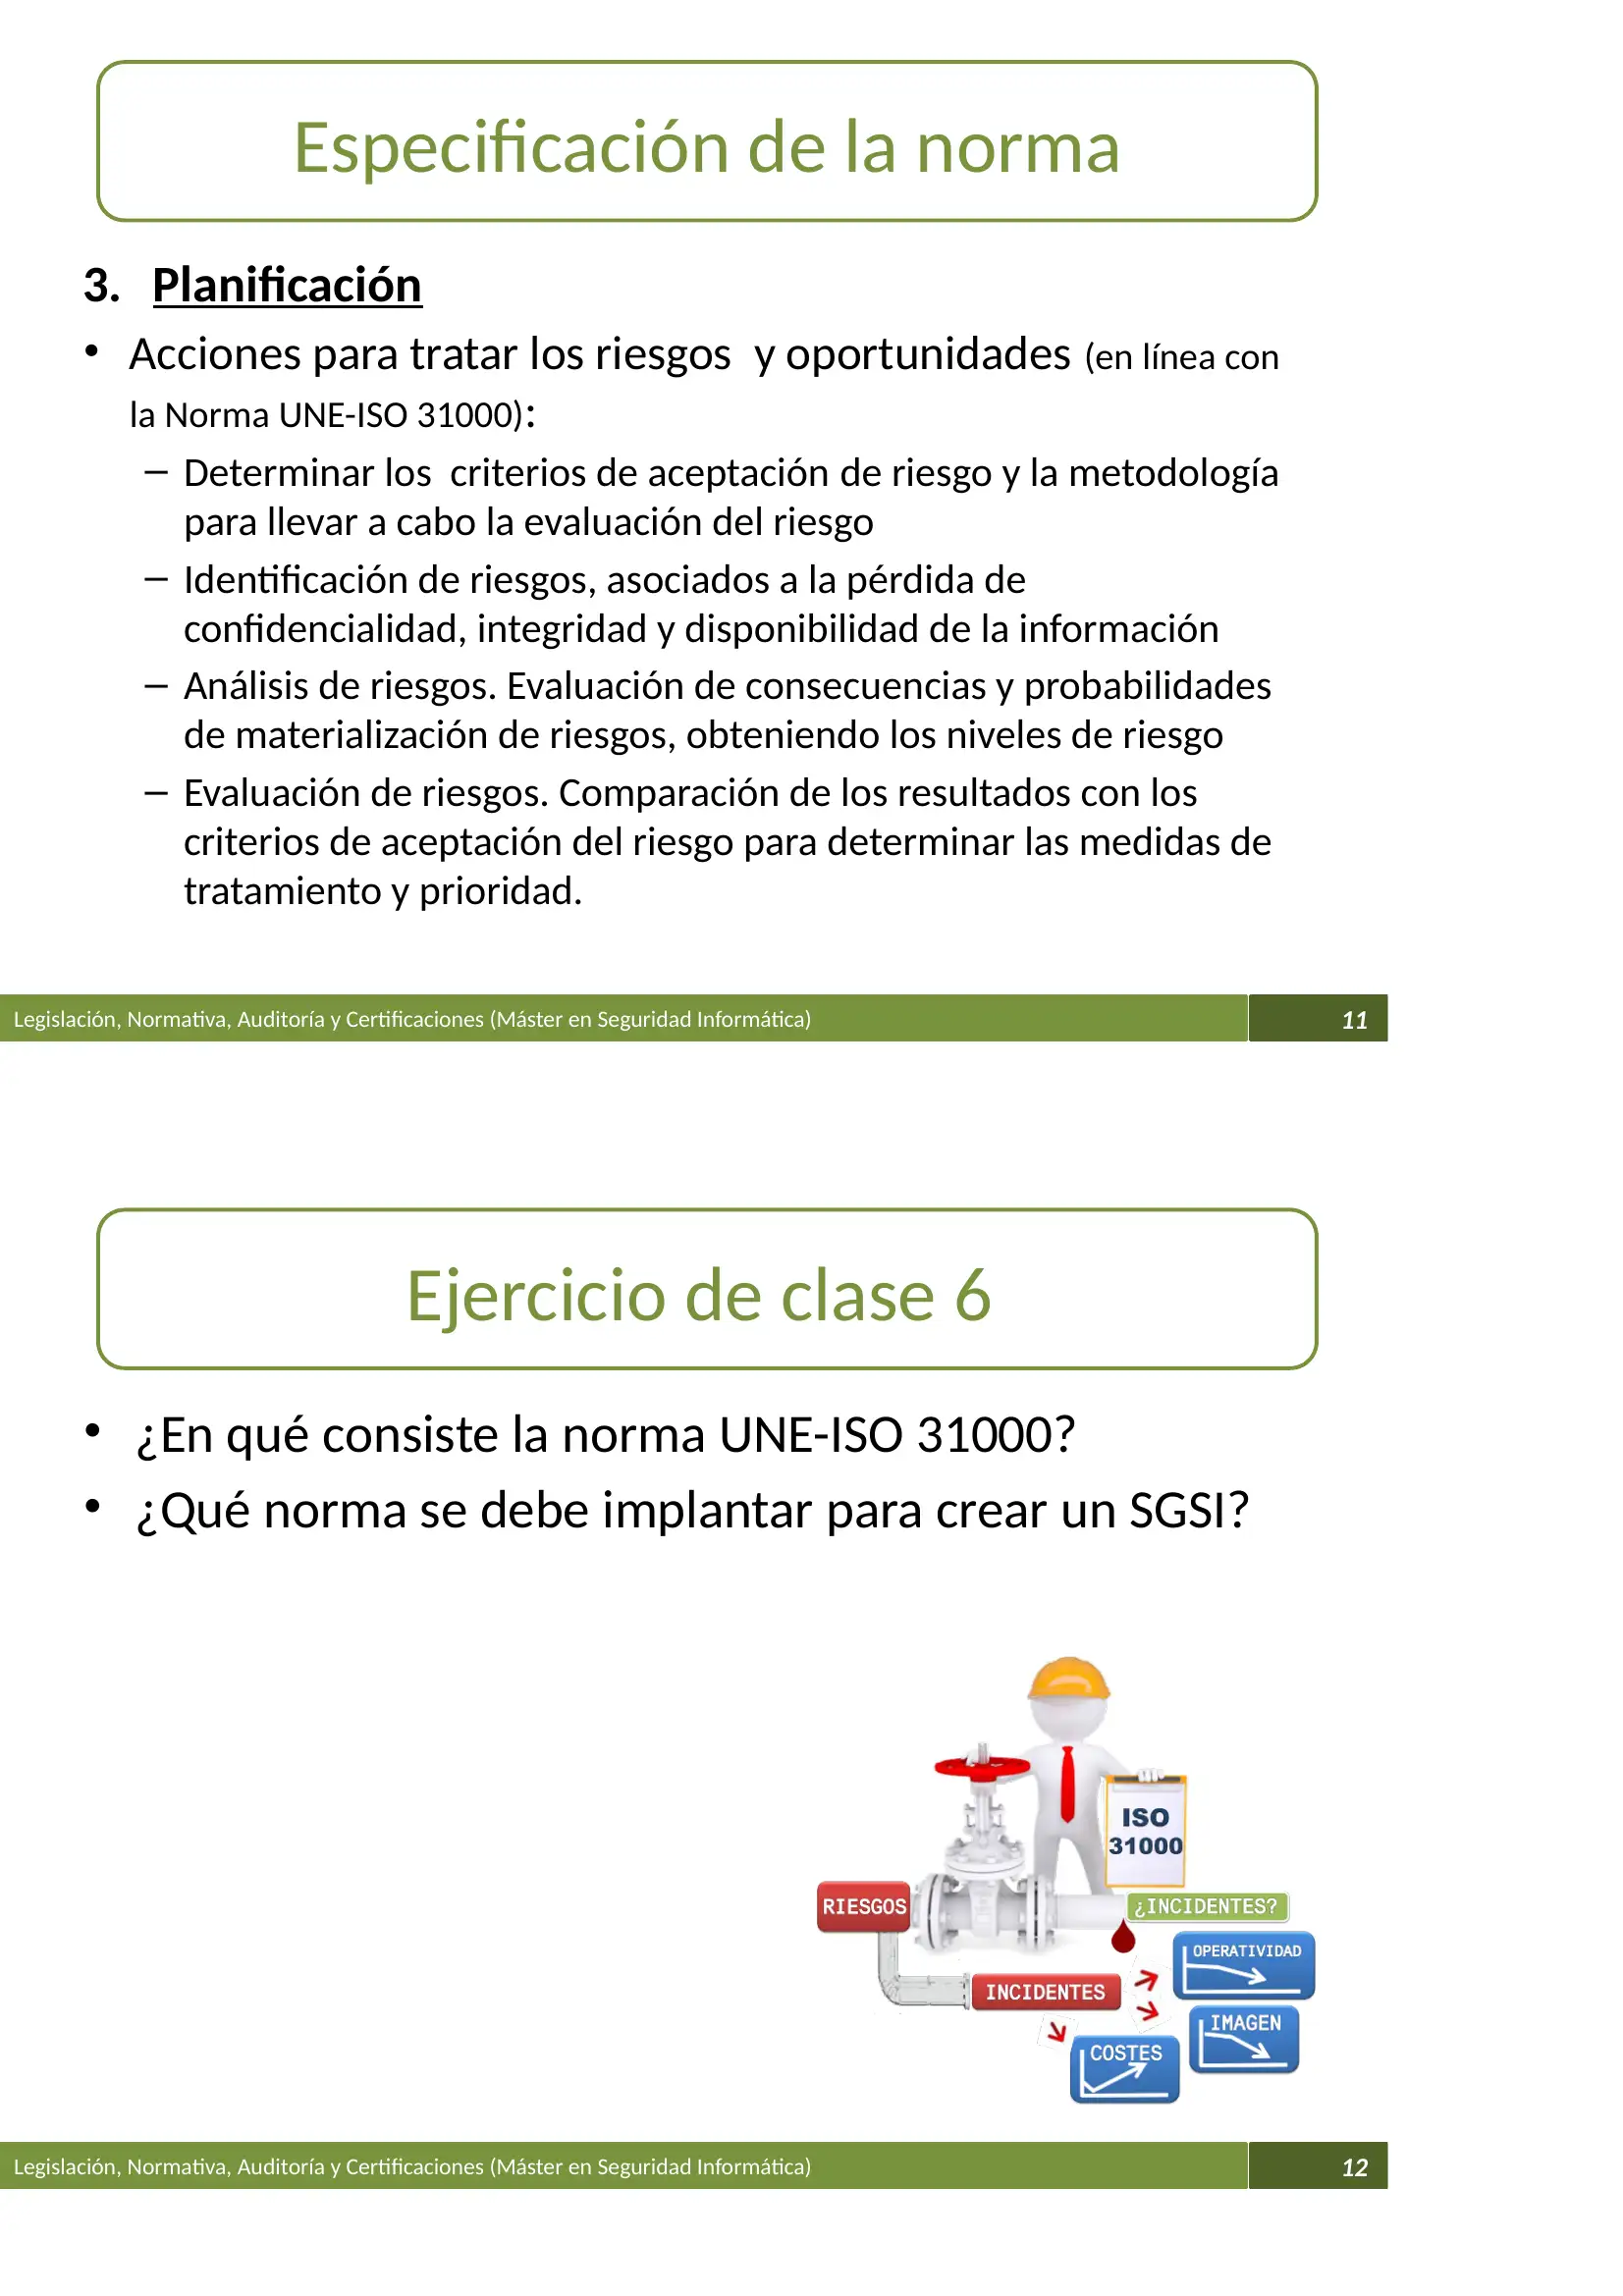 Especificación de la norma
3. Planificación
• Acciones para tratar los riesgos y oportunidades (en línea con
la Norma UNE-ISO 31000):
– Determinar los criterios de aceptación de riesgo y la metodología
para llevar a cabo la evaluación del riesgo
– Identificación de riesgos, asociados a la pérdida de
confidencialidad, integridad y disponibilidad de la información
– Análisis de riesgos. Evaluación de consecuencias y probabilidades
de materialización de riesgos, obteniendo los niveles de riesgo
– Evaluación de riesgos. Comparación de los resultados con los
criterios de aceptación del riesgo para determinar las medidas de
tratamiento y prioridad.
Legislación, Normativa, Auditoría y Certificaciones (Máster en Seguridad Informática)
11
Ejercicio de clase 6
• ¿En qué consiste la norma UNE-ISO 31000?
• ¿Qué norma se debe implantar para crear un SGSI?
ISO
31000
RIESGOS
¿INCIDENTES?
OPERATIVIDAD
INCIDENTES
IMAGEN
COSTES
Legislación, Normativa, Auditoría y Certificaciones (Máster en Seguridad Informática)
12